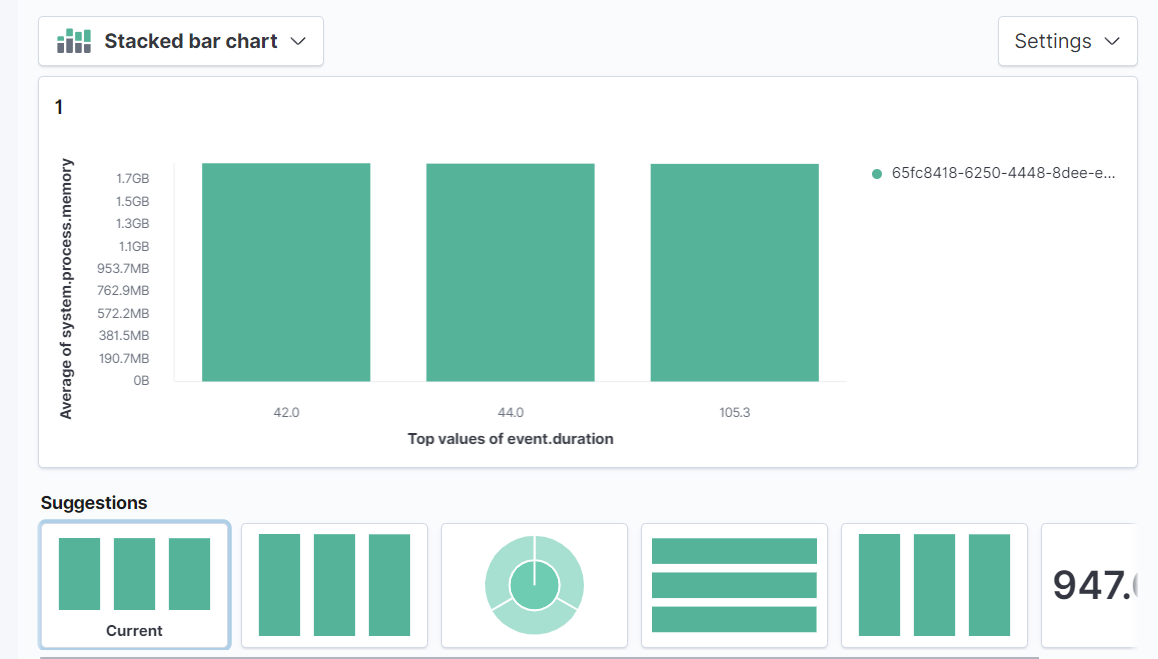 Stacked bar chart
Settings
1
Average of system.process.memory
1.7GB
1.5GB
1.3GB
1.1GB
953.7MB
762.9MB
572.2MB
381.5MB
190.7MB
0B
42.0
44.0
105.3
Top values of event.duration
65fc8418-6250-4448-8dee-e...
Suggestions
Current
947.